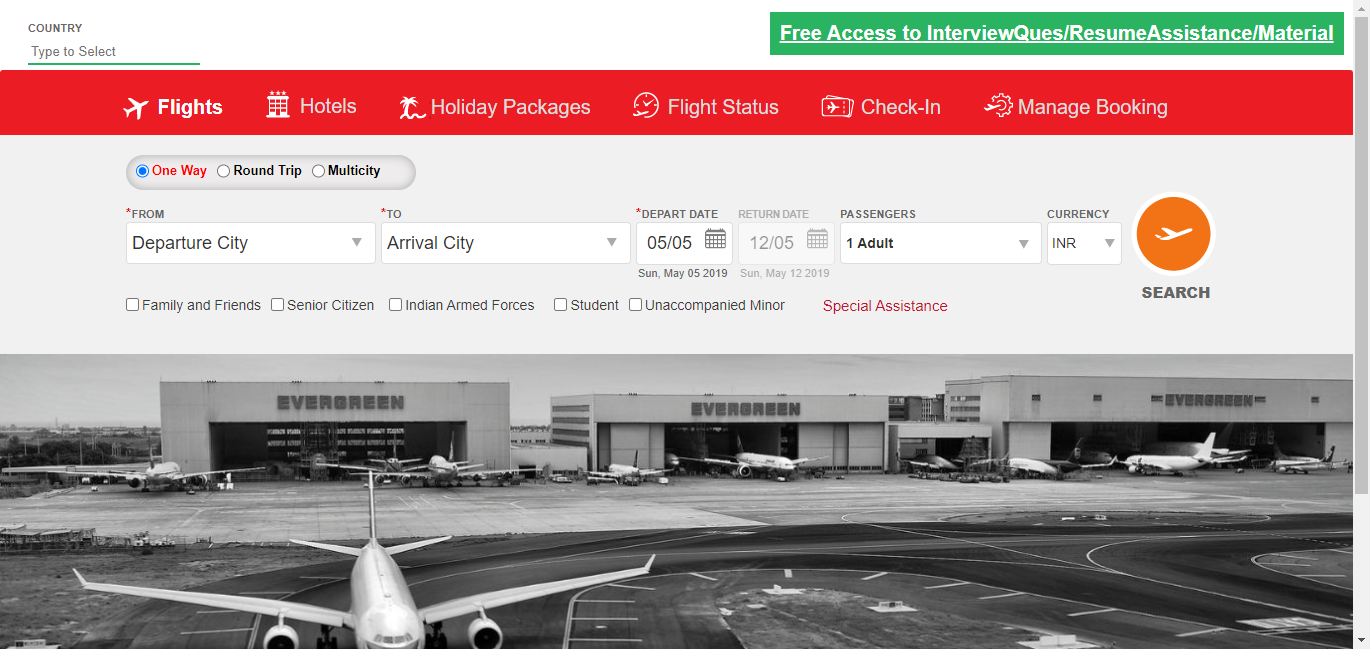 COUNTRY
Type to Select
Free Access to InterviewQues/ResumeAssistance/Material
Flights Hotels Holiday Packages Flight Status Check-In Manage Booking
One Way Round Trip Multicity
*FROM *TO *DEPART DATE RETURN DATE PASSENGERS CURRENCY
Departure City Arrival City 05/05 12/05 1 Adult INR
Sun, May 05 2019 Sun, May 12 2019
SEARCH
Family and Friends Senior Citizen Indian Armed Forces Student Unaccompanied Minor Special Assistance
EVERGREEN EVERGREEN EVERGREEN